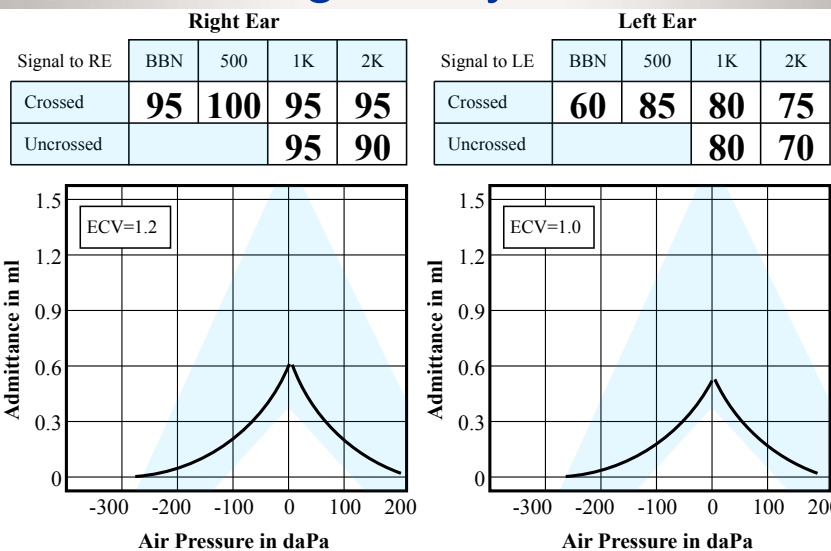 Right Ear
Signal to RE BBN 500 1K 2K
Crossed 95 100 95 95
Uncrossed 95 90
1.5
1.2
0.9
0.6
0.3
0
ECV=1.2
Admittance in ml
-300 -200 -100 0 100 200
Air Pressure in daPa
Left Ear
Signal to LE BBN 500 1K 2K
Crossed 60 85 80 75
Uncrossed 80 70
1.5
1.2
0.9
0.6
0.3
0
ECV=1.0
Admittance in ml
-300 -200 -100 0 100
Air Pressure in daPa